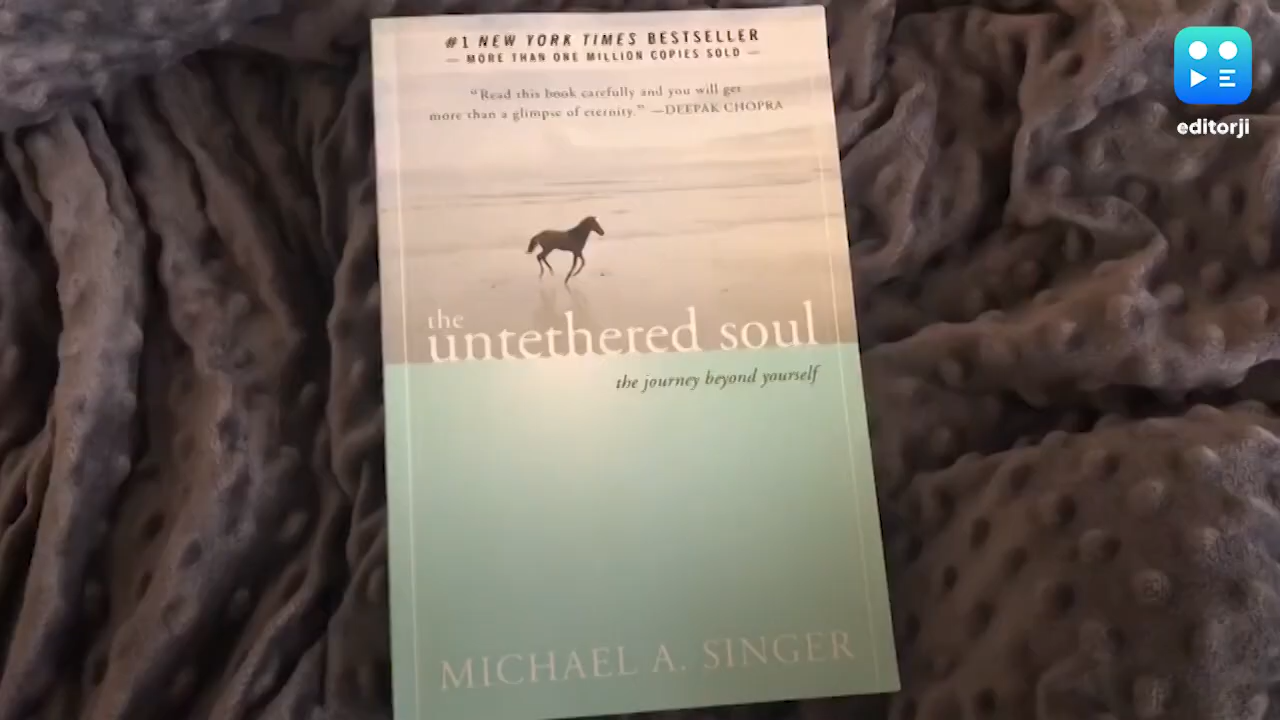 #1 NEW YORK TIMES BESTSELLER
— MORE THAN ONE MILLION COPIES SOLD —
“Read this book carefully and you will get
more than a glimpse of eternity.” —DEEPAK CHOPRA
the
untethered soul
the journey beyond yourself
MICHAEL A. SINGER
editorji